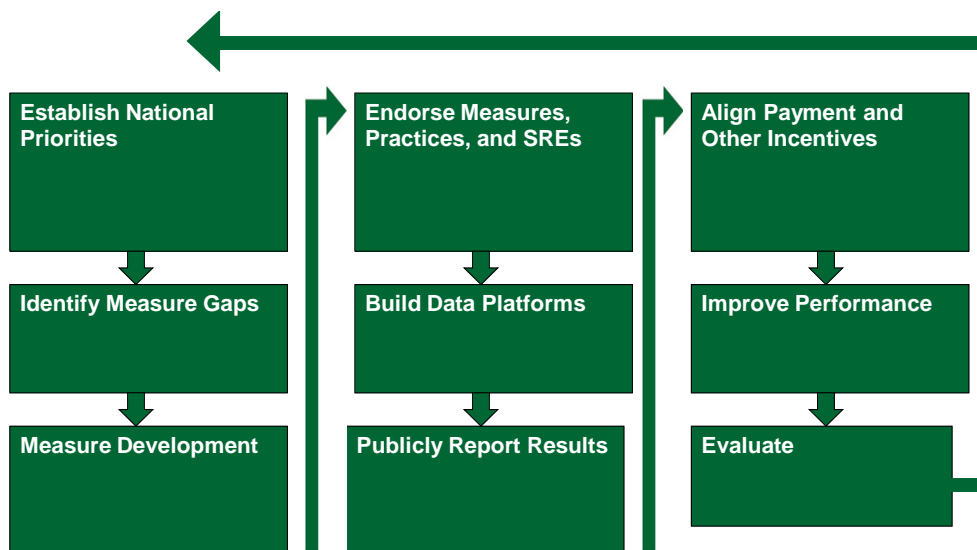 Establish National
Priorities
Identify Measure Gaps
Measure Development
Endorse Measures,
Practices, and SREs
Build Data Platforms
Publicly Report Results
Align Payment and
Other Incentives
Improve Performance
Evaluate